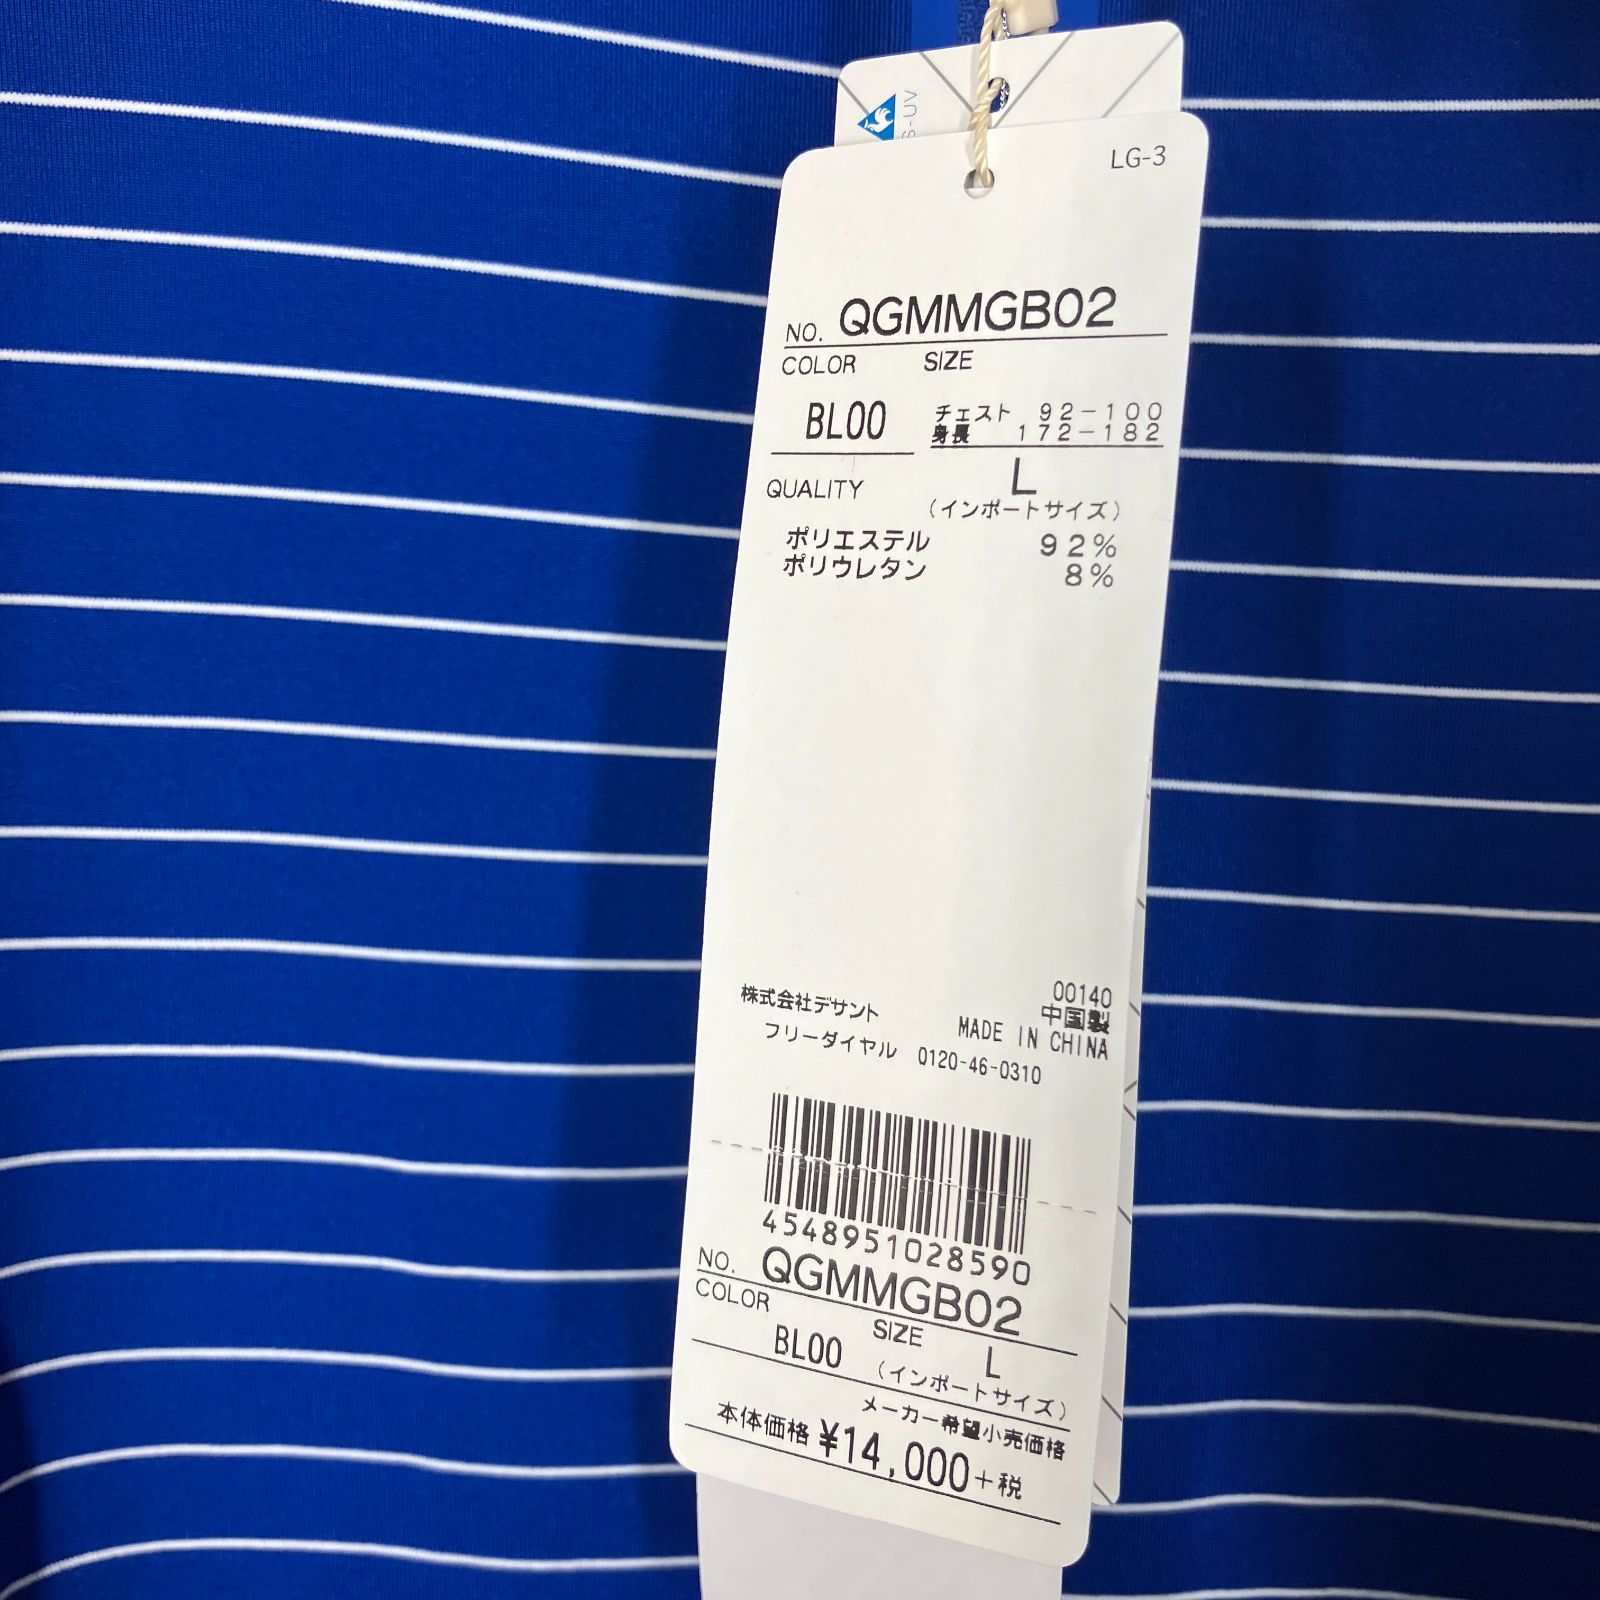 S-UV
LG-3
NO. QGMMGB02
COLOR SIZE
BL00
チェスト 92-100
身長 172-182
L
QUALITY
(インポートサイズ)
ポリエステル 92%
ポリウレタン 8%
00140
株式会社デサント 中国製
MADE IN CHINA
フリーダイヤル 0120-46-0310
4548951028590
NO. QGMMGB02
COLOR SIZE
BL00 L
(インポートサイズ)
メーカー希望小売価格
本体価格 ¥14,000+税